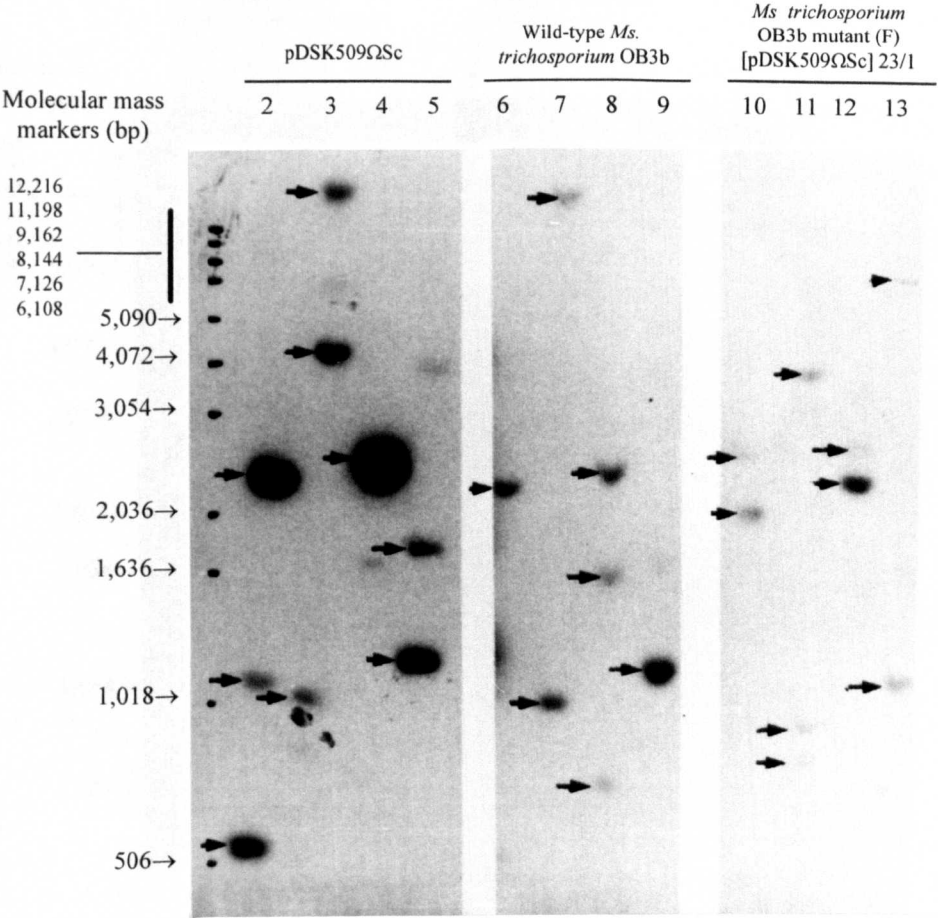 pDSK509ΩSc
Wild-type Ms.
trichosporium OB3b
Ms trichosporium
OB3b mutant (F)
[pDSK509ΩSc] 23/1
Molecular mass
markers (bp)
2 3 4 5 6 7 8 9 10 11 12 13
12,216
11,198
9,162
8,144
7,126
6,108
5,090→
4,072→
3,054→
2,036→
1,636→
1,018→
506→